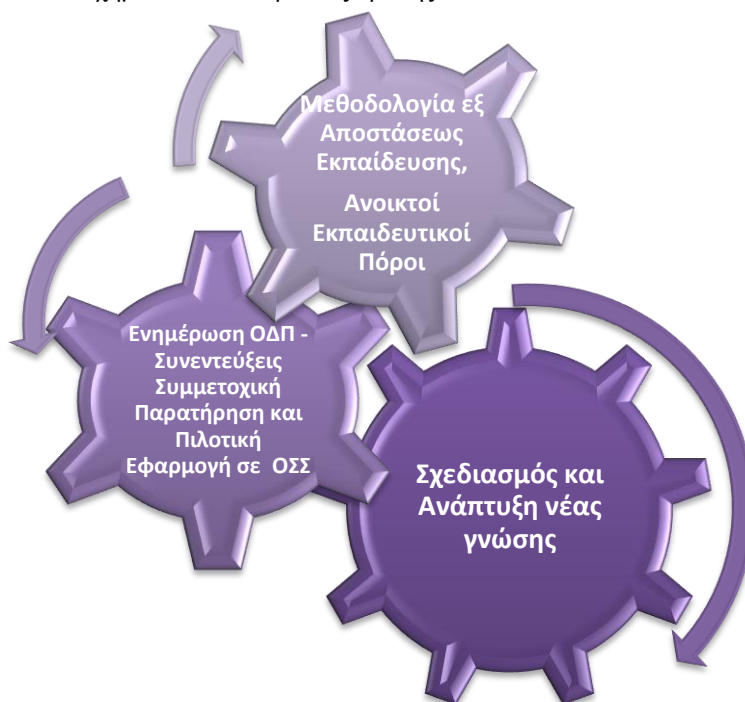 Μεθοδολογία εξ
Αποστάσεως
Εκπαίδευσης,
Ανοικτοί
Εκπαιδευτικοί
Πόροι
Ενημέρωση ΟΔΠ -
Συνεντεύξεις
Συμμετοχική
Παρατήρηση και
Πιλοτική
Εφαρμογή σε ΟΣΣ
Σχεδιασμός και
Ανάπτυξη νέας
γνώσης